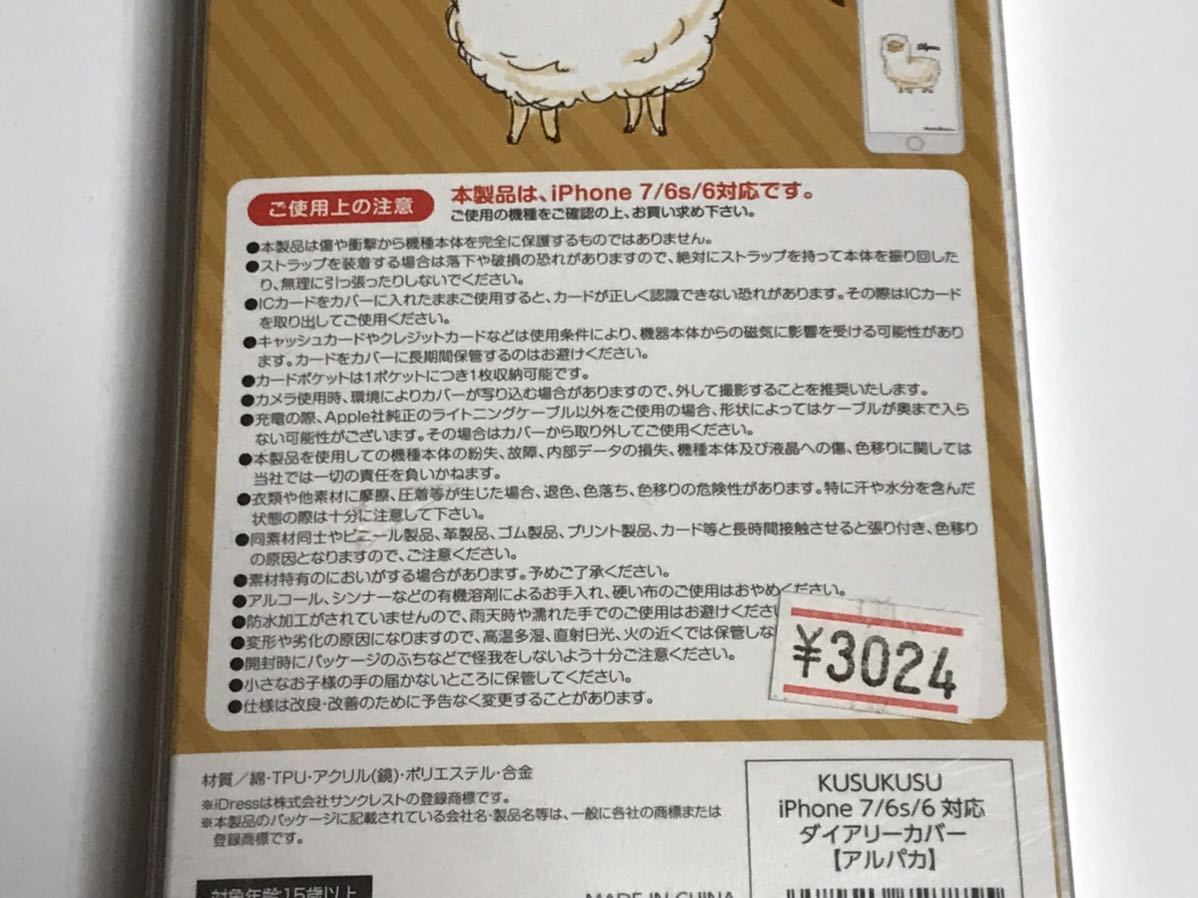 ご使用上の注意
本製品は、iPhone 7/6s/6対応です。
ご使用の機種をご確認の上、お買い求め下さい。
●本製品は傷や衝撃から機種本体を完全に保護するものではありません。
●ストラップを装着する場合は落下や破損の恐れがありますので、絶対にストラップを持って本体を振り回した
り、無理に引っ張ったりしないでください。
●ICカードをカバーに入れたままご使用すると、カードが正しく認識できない恐れがあります。その際はICカード
を取り出してご使用ください。
●キャッシュカードやクレジットカードなどは使用条件により、機器本体からの磁気に影響を受ける可能性があり
ます。カードをカバーに長期間保管するのはお避けください。
●カードポケットは1ポケットにつき1枚収納可能です。
●カメラ使用時、環境によりカバーが写り込む場合がありますので、外して撮影することを推奨いたします。
●充電の際、Apple社純正のライトニングケーブル以外をご使用の場合、形状によってはケーブルが奥まで入ら
ない可能性がございます。その場合はカバーから取り外してご使用ください。
●本製品を使用しての機種本体の紛失、故障、内部データの損失、機種本体及び液晶への傷、色移りに関しては
当社では一切の責任を負いかねます。
●衣類や他素材に摩擦、圧着等が生じた場合、退色、色落ち、色移りの危険性があります。特に汗や水分を含んだ
状態の際は十分に注意して下さい。
●同素材同士やビニール製品、革製品、ゴム製品、プリント製品、カード等と長時間接触させると張り付き、色移り
の原因となりますので、ご注意ください。
●素材特有のにおいがする場合があります。予めご了承ください。
●アルコール、シンナーなどの有機溶剤によるお手入れ、硬い布のご使用はおやめください。
●防水加工がされていませんので、雨天時や濡れた手でのご使用はお避けくださ
●変形や劣化の原因になりますので、高温多湿、直射日光、火の近くでは保管しな
●開封時にパッケージのふちなどで怪我をしないよう十分ご注意ください。
●小さなお子様の手の届かないところに保管してください。
●仕様は改良・改善のために予告なく変更することがあります。
¥3024
材質/綿・TPU・アクリル(鏡)・ポリエステル・合金
※iDressは株式会社サンクレストの登録商標です。
※本製品のパッケージに記載されている会社名・製品名等は、一般に各社の商標または
登録商標です。
対象年齢15歳以上
MADE IN CHINA
KUSUKUSU
iPhone 7/6s/6 対応
ダイアリーカバー
【アルパカ】